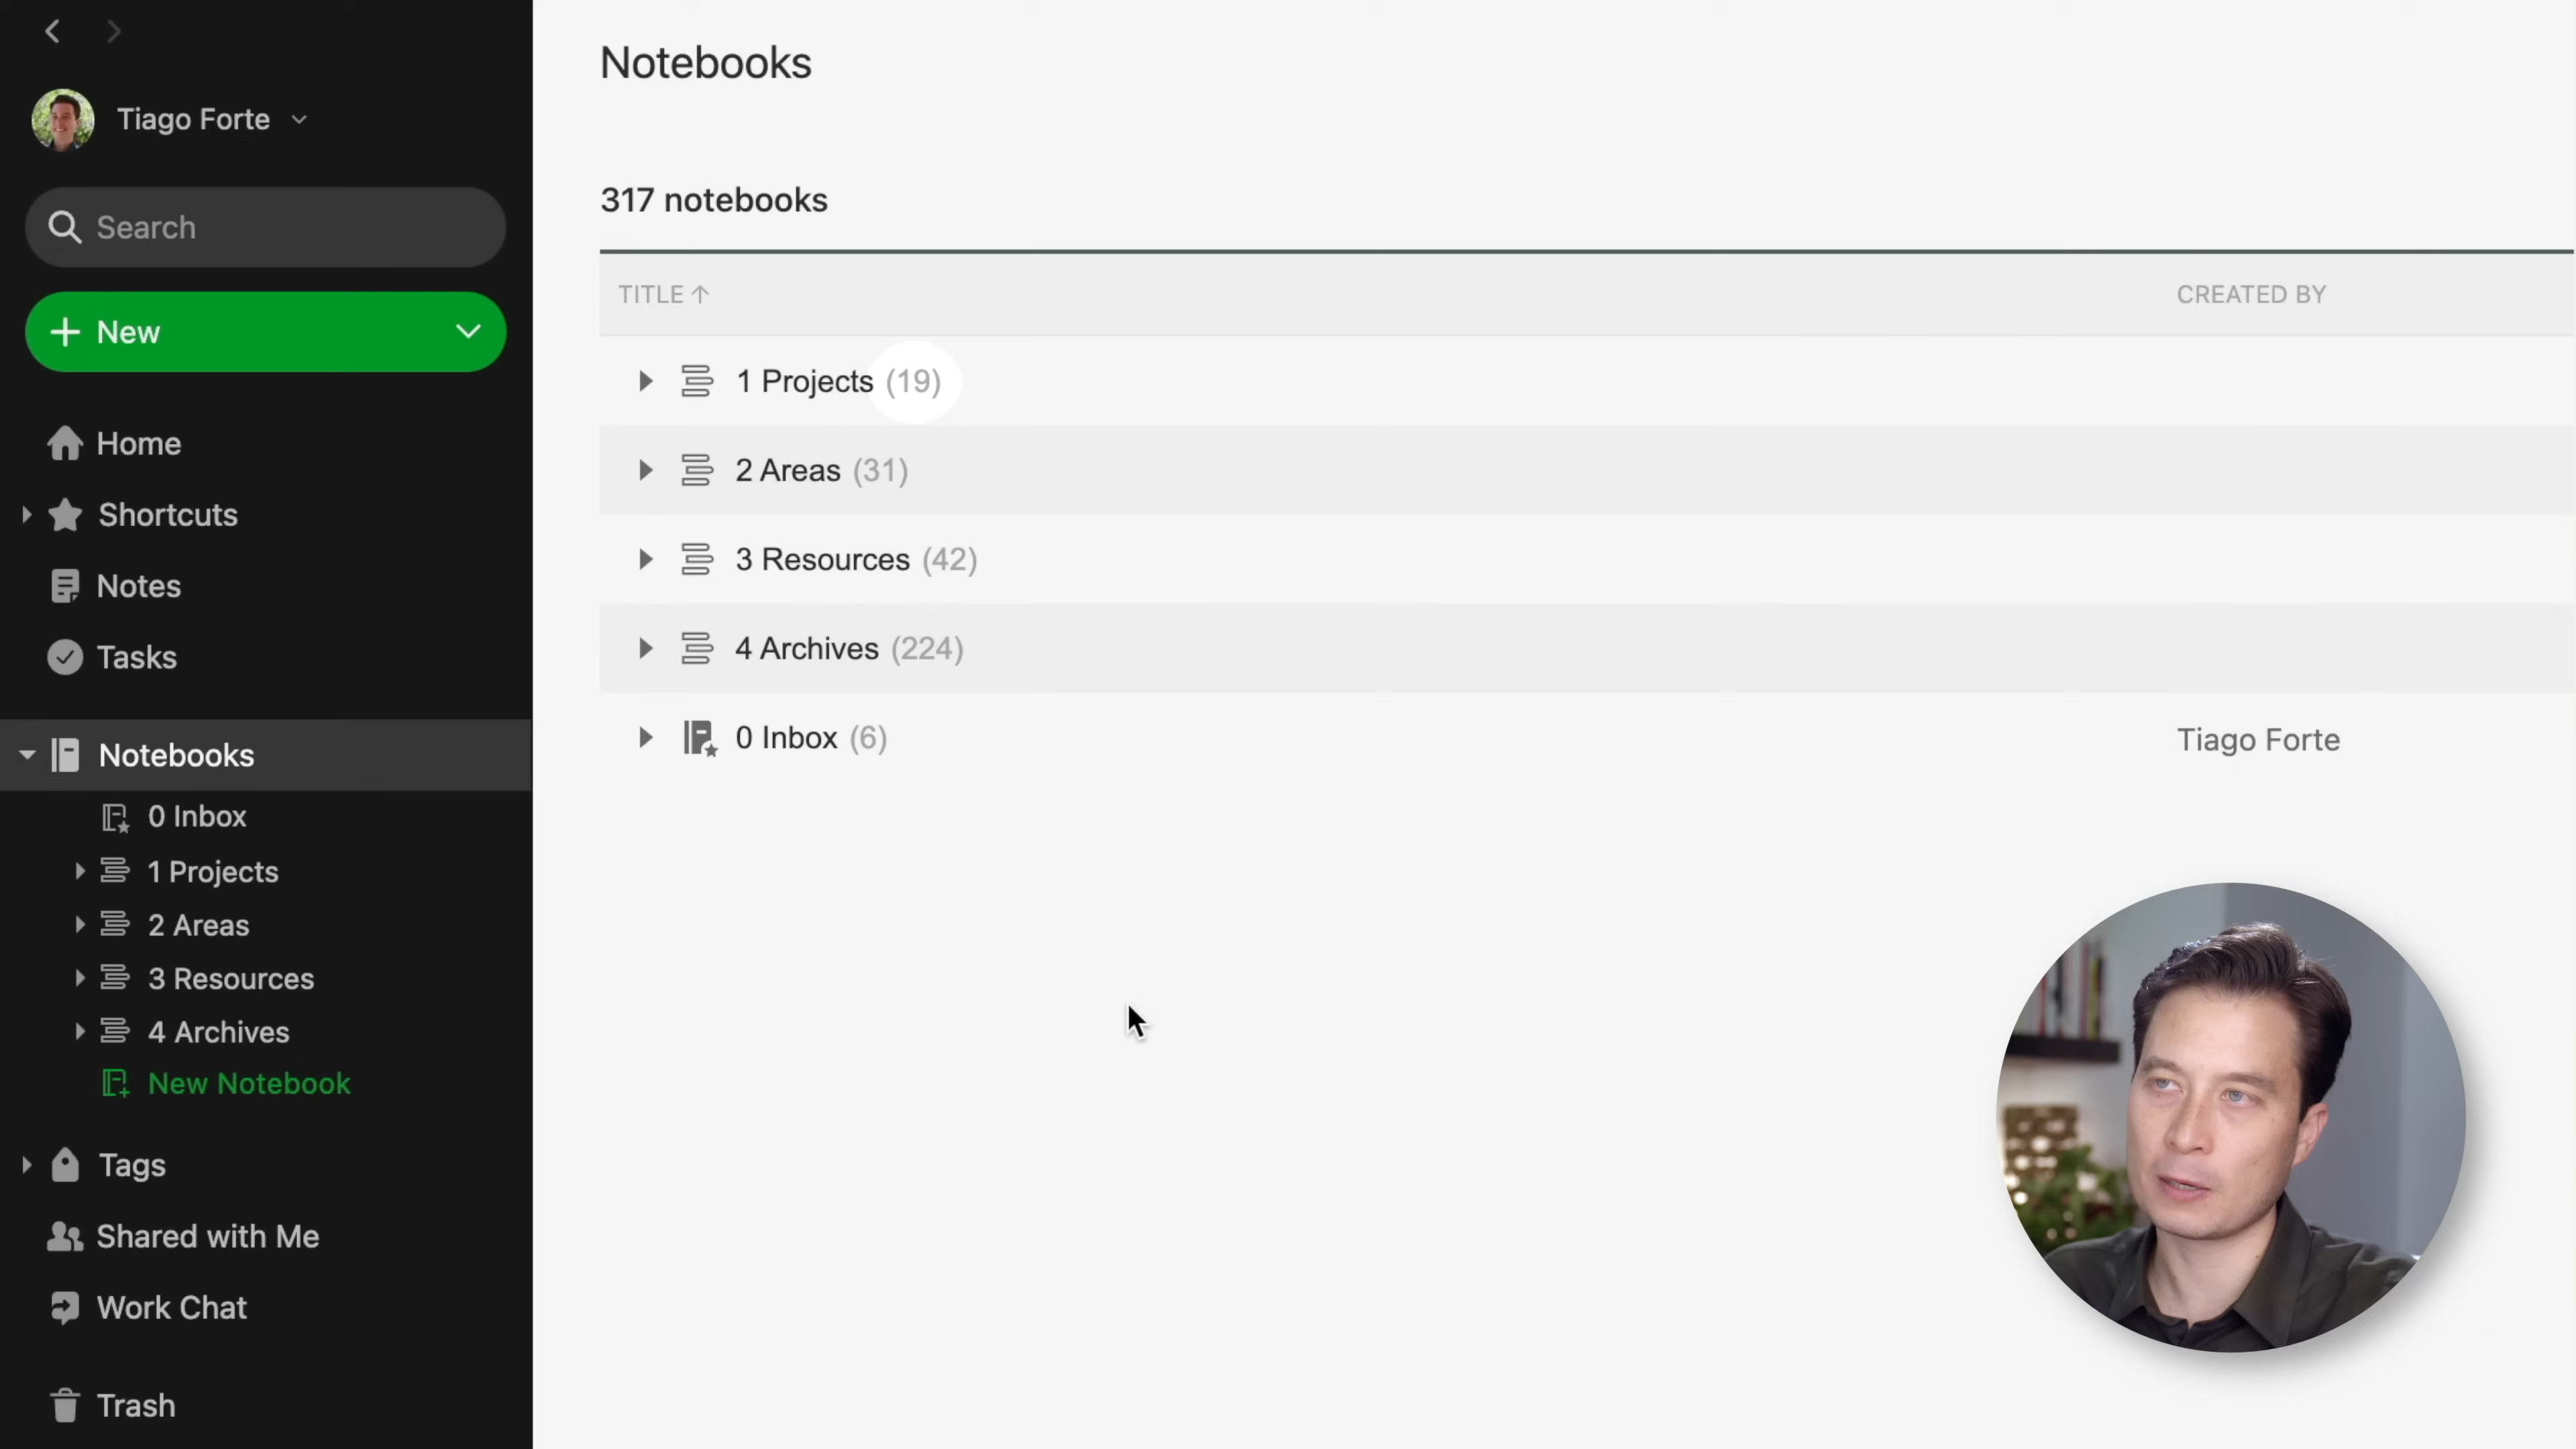 Tiago Forte
Search
New
Home
Shortcuts
Notes
Tasks
Notebooks
0 Inbox
1 Projects
2 Areas
3 Resources
4 Archives
New Notebook
Tags
Shared with Me
Work Chat
Trash
Notebooks
317 notebooks
TITLE CREATED BY
1 Projects (19)
2 Areas (31)
3 Resources (42)
4 Archives (224)
0 Inbox (6) Tiago Forte